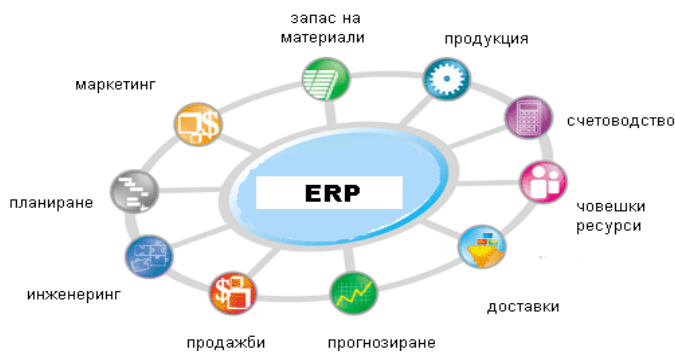 запас на
материали
продукция
маркетинг
счетоводство
планиране
ERP
човешки
ресурси
инженеринг
доставки
продажби
прогнозиране